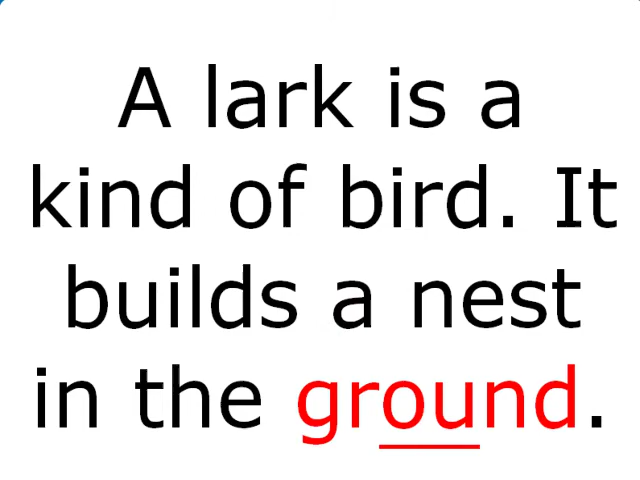 A lark is a
kind of bird. It
builds a nest
in the ground.